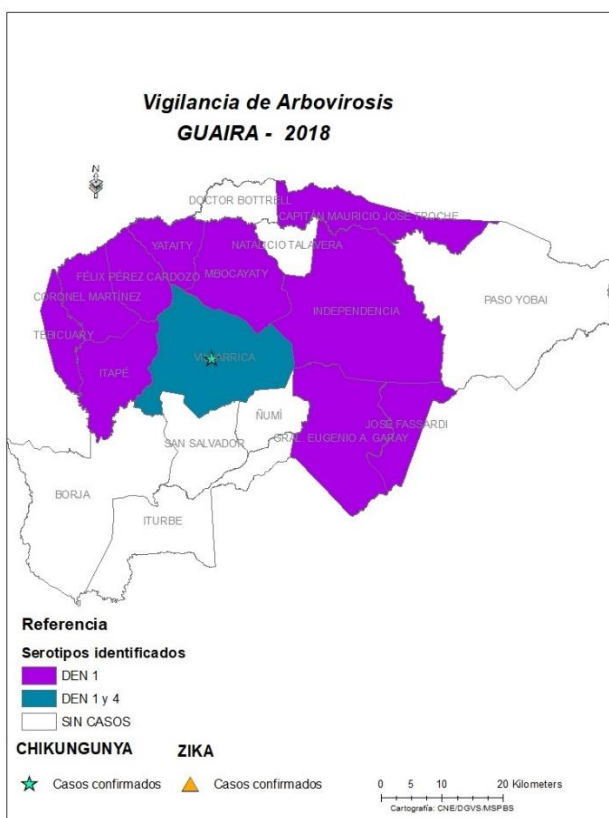 Vigilancia de Arbovirosis
GUAIRA - 2018
N
DOCTOR BOTTRELL
CAPITÁN MAURICIO JOSÉ TROCHE
YATAITY
NATALICIO TALAVERA
FÉLIX PÉREZ CARDOZO
MBOCAYATY
CORONEL MARTÍNEZ
INDEPENDENCIA
PASO YOBAI
TEBICUARY
VILLARRICA
ITAPÉ
ÑUMÍ
JOSÉ FASSARDI
SAN SALVADOR
GRAL. EUGENIO A. GARAY
BORJA
ITURBE
Referencia
Serotipos identificados
DEN 1
DEN 1 y 4
SIN CASOS
CHIKUNGUNYA ZIKA
Casos confirmados Casos confirmados
0 5 10 20 Kilometers
Cartografía: CNE/DGVS/MSPBS